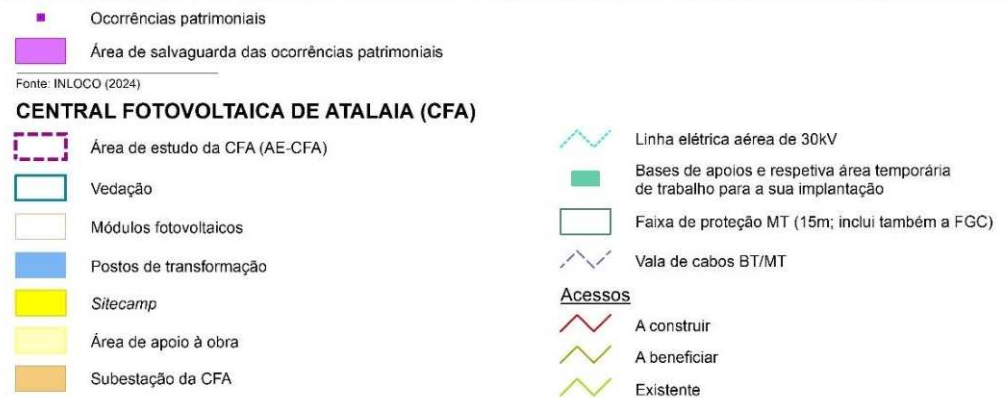 Ocorrências patrimoniais
Área de salvaguarda das ocorrências patrimoniais
Fonte: INLOCO (2024)
CENTRAL FOTOVOLTAICA DE ATALAIA (CFA)
Área de estudo da CFA (AE-CFA)
Vedação
Módulos fotovoltaicos
Postos de transformação
Sitecamp
Área de apoio à obra
Subestação da CFA
Linha elétrica aérea de 30kV
Bases de apoios e respetiva área temporária
de trabalho para a sua implantação
Faixa de proteção MT (15m; inclui também a FGC)
Vala de cabos BT/MT
Acessos
A construir
A beneficiar
Existente